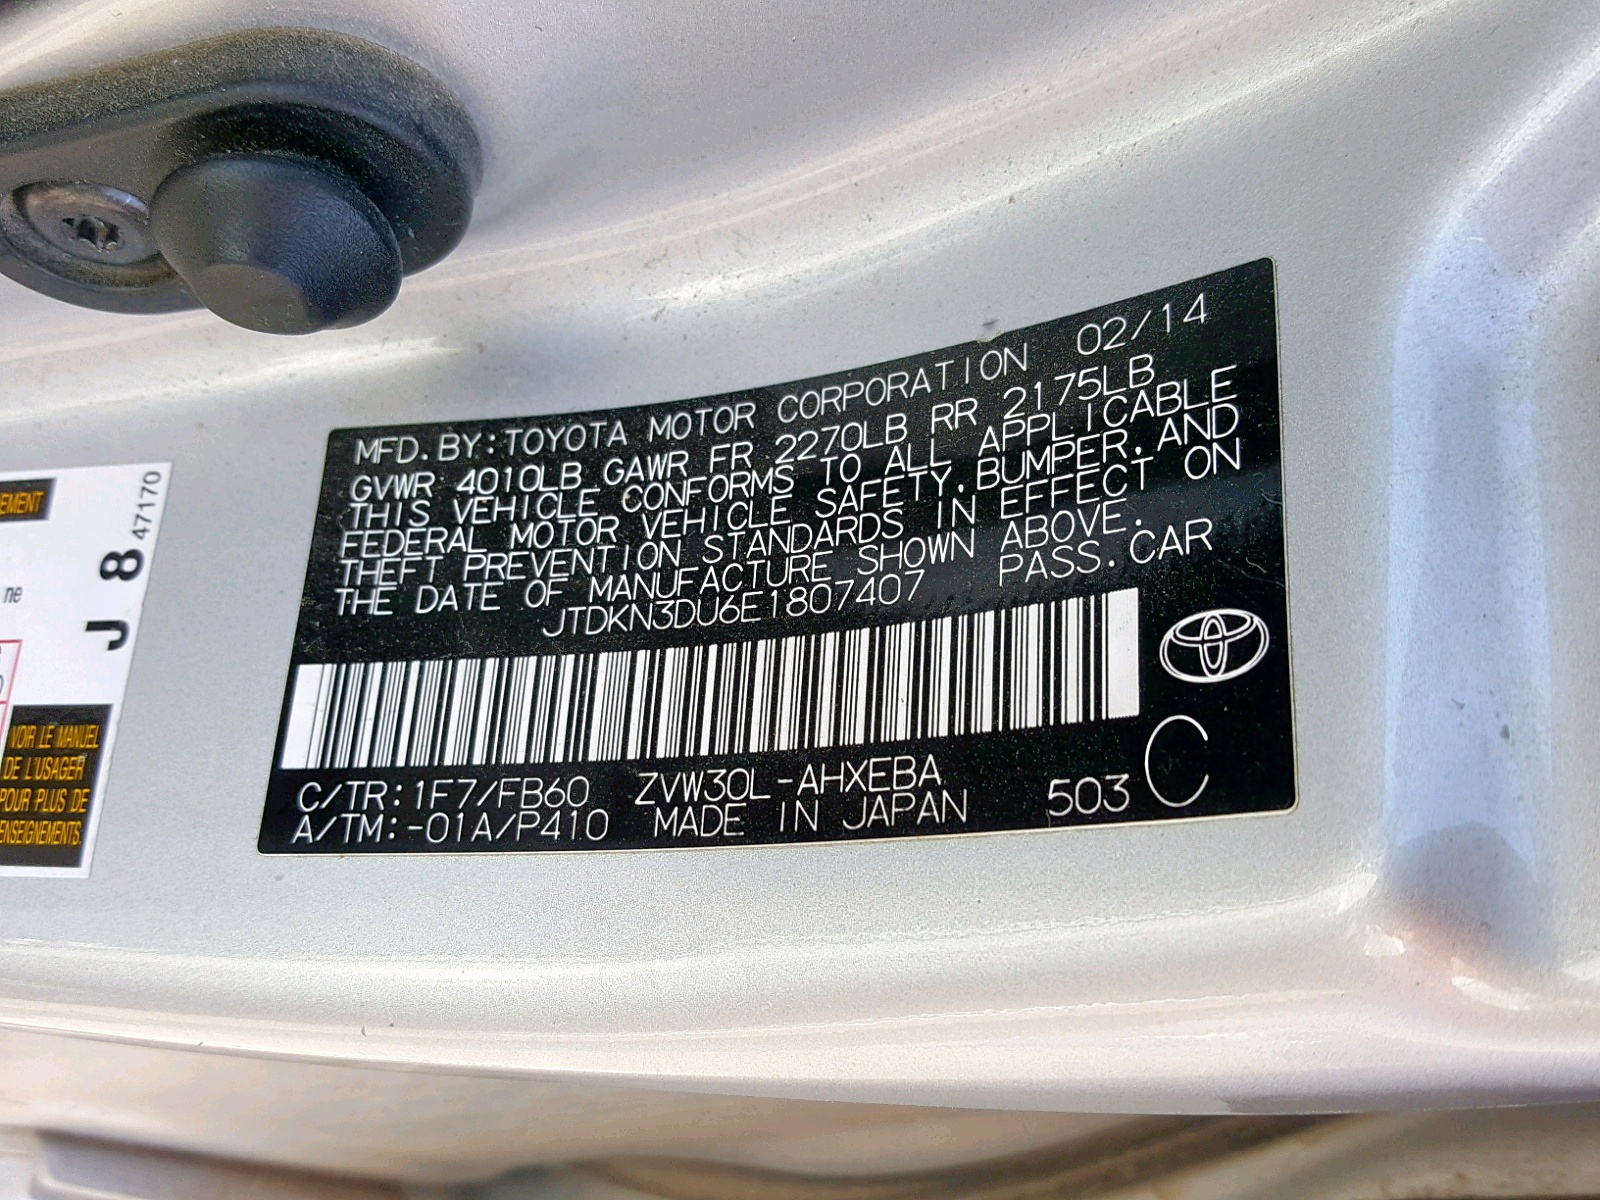 MFD. BY: TOYOTA MOTOR CORPORATION 02/14
GVWR 4010LB GAWR FR 2270LB RR 2175LB
THIS VEHICLE CONFORMS TO ALL APPLICABLE
FEDERAL MOTOR VEHICLE SAFETY, BUMPER, AND
THEFT PREVENTION STANDARDS IN EFFECT ON
THE DATE OF MANUFACTURE SHOWN ABOVE.
JTDKN3DU6E1807407 PASS. CAR
C/TR: 1F7/FB60 ZVW30L-AHXEBA
A/TM: -01A/P410 MADE IN JAPAN 503 C
47170
J 8
ne
VOIR LE MANUEL
DE L'USAGER
POUR PLUS DE